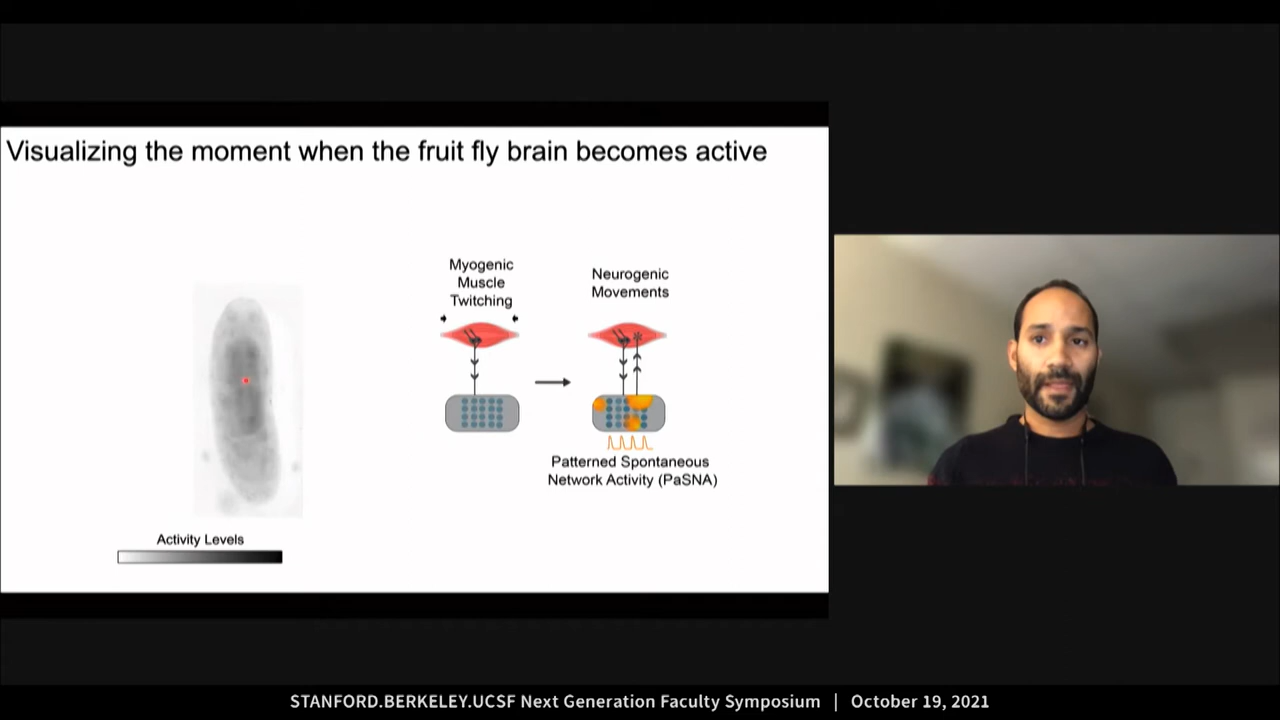 Visualizing the moment when the fruit fly brain becomes active
Myogenic
Muscle
Twitching
Neurogenic
Movements
Patterned Spontaneous
Network Activity (PaSNA)
Activity Levels
STANFORD.BERKELEY.UCSF Next Generation Faculty Symposium | October 19, 2021